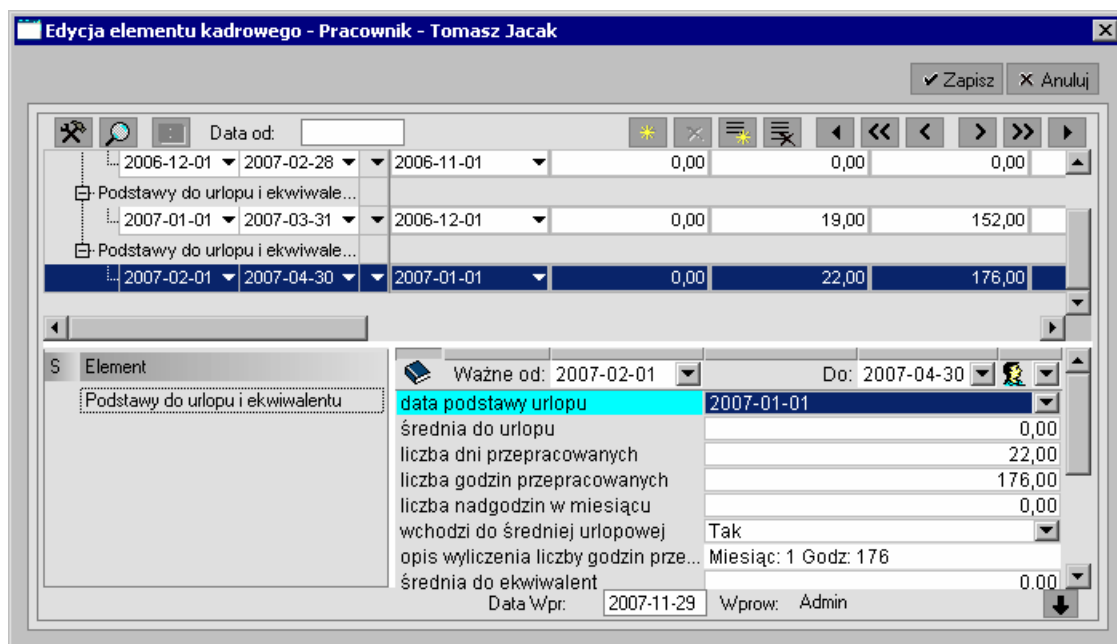 Edycja elementu kadrowego - Pracownik - Tomasz Jacak
Zapisz Anuluj
Data od:
2006-12-01 2007-02-28 2006-11-01 0,00 0,00 0,00
Podstawy do urlopu i ekwiwale...
2007-01-01 2007-03-31 2006-12-01 0,00 19,00 152,00
Podstawy do urlopu i ekwiwale...
2007-02-01 2007-04-30 2007-01-01 0,00 22,00 176,00
S Element
Podstawy do urlopu i ekwiwalentu
Ważne od: 2007-02-01 Do: 2007-04-30
data podstawy urlopu 2007-01-01
średnia do urlopu 0,00
liczba dni przepracowanych 22,00
liczba godzin przepracowanych 176,00
liczba nadgodzin w miesiącu 0,00
wchodzi do średniej urlopowej Tak
opis wyliczenia liczby godzin prze... Miesiąc: 1 Godz: 176
średnia do ekwiwalent 0,00
Data Wpr: 2007-11-29 Wprow: Admin